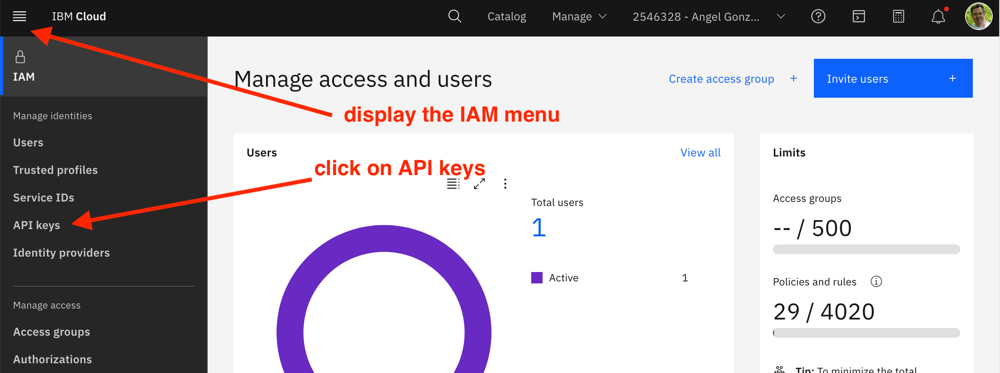 IBM Cloud
Catalog
Manage
2546328 - Angel Gonz...
IAM
Manage identities
Users
Trusted profiles
Service IDs
API keys
Identity providers
Manage access
Access groups
Authorizations
Manage access and users
Create access group +
Invite users +
display the IAM menu
Users
View all
click on API keys
Total users
1
Active 1
Limits
Access groups
-- / 500
Policies and rules
29 / 4020
Tip: To minimize the total